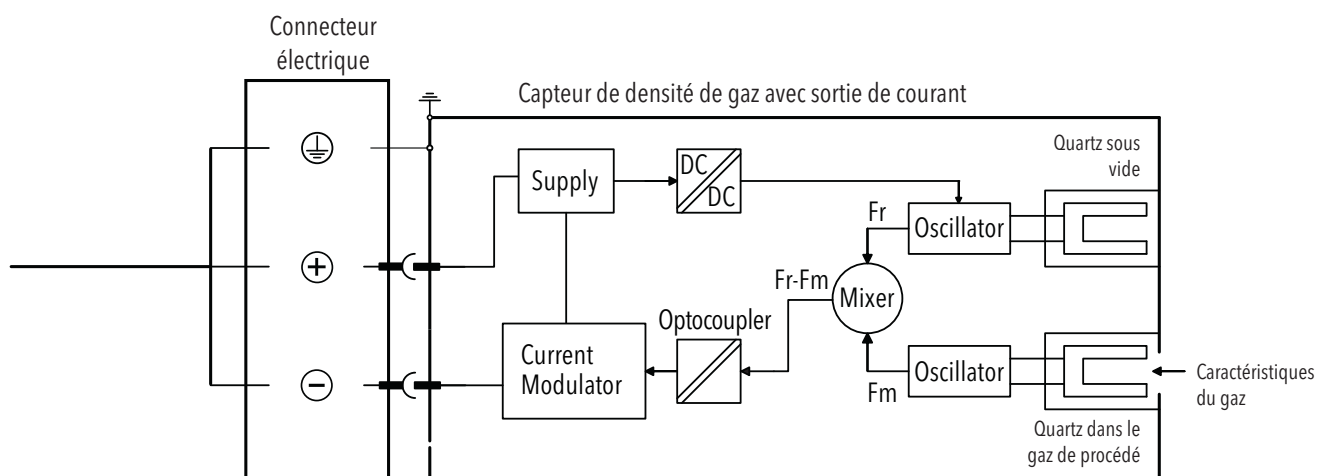 Connecteur
électrique
Capteur de densité de gaz avec sortie de courant
Quartz sous
vide
Supply
DC
DC
Fr
Oscillator
Fr-Fm
Mixer
Optocoupler
Current
Modulator
Fm
Oscillator
Caractéristiques
du gaz
Quartz dans le
gaz de procédé